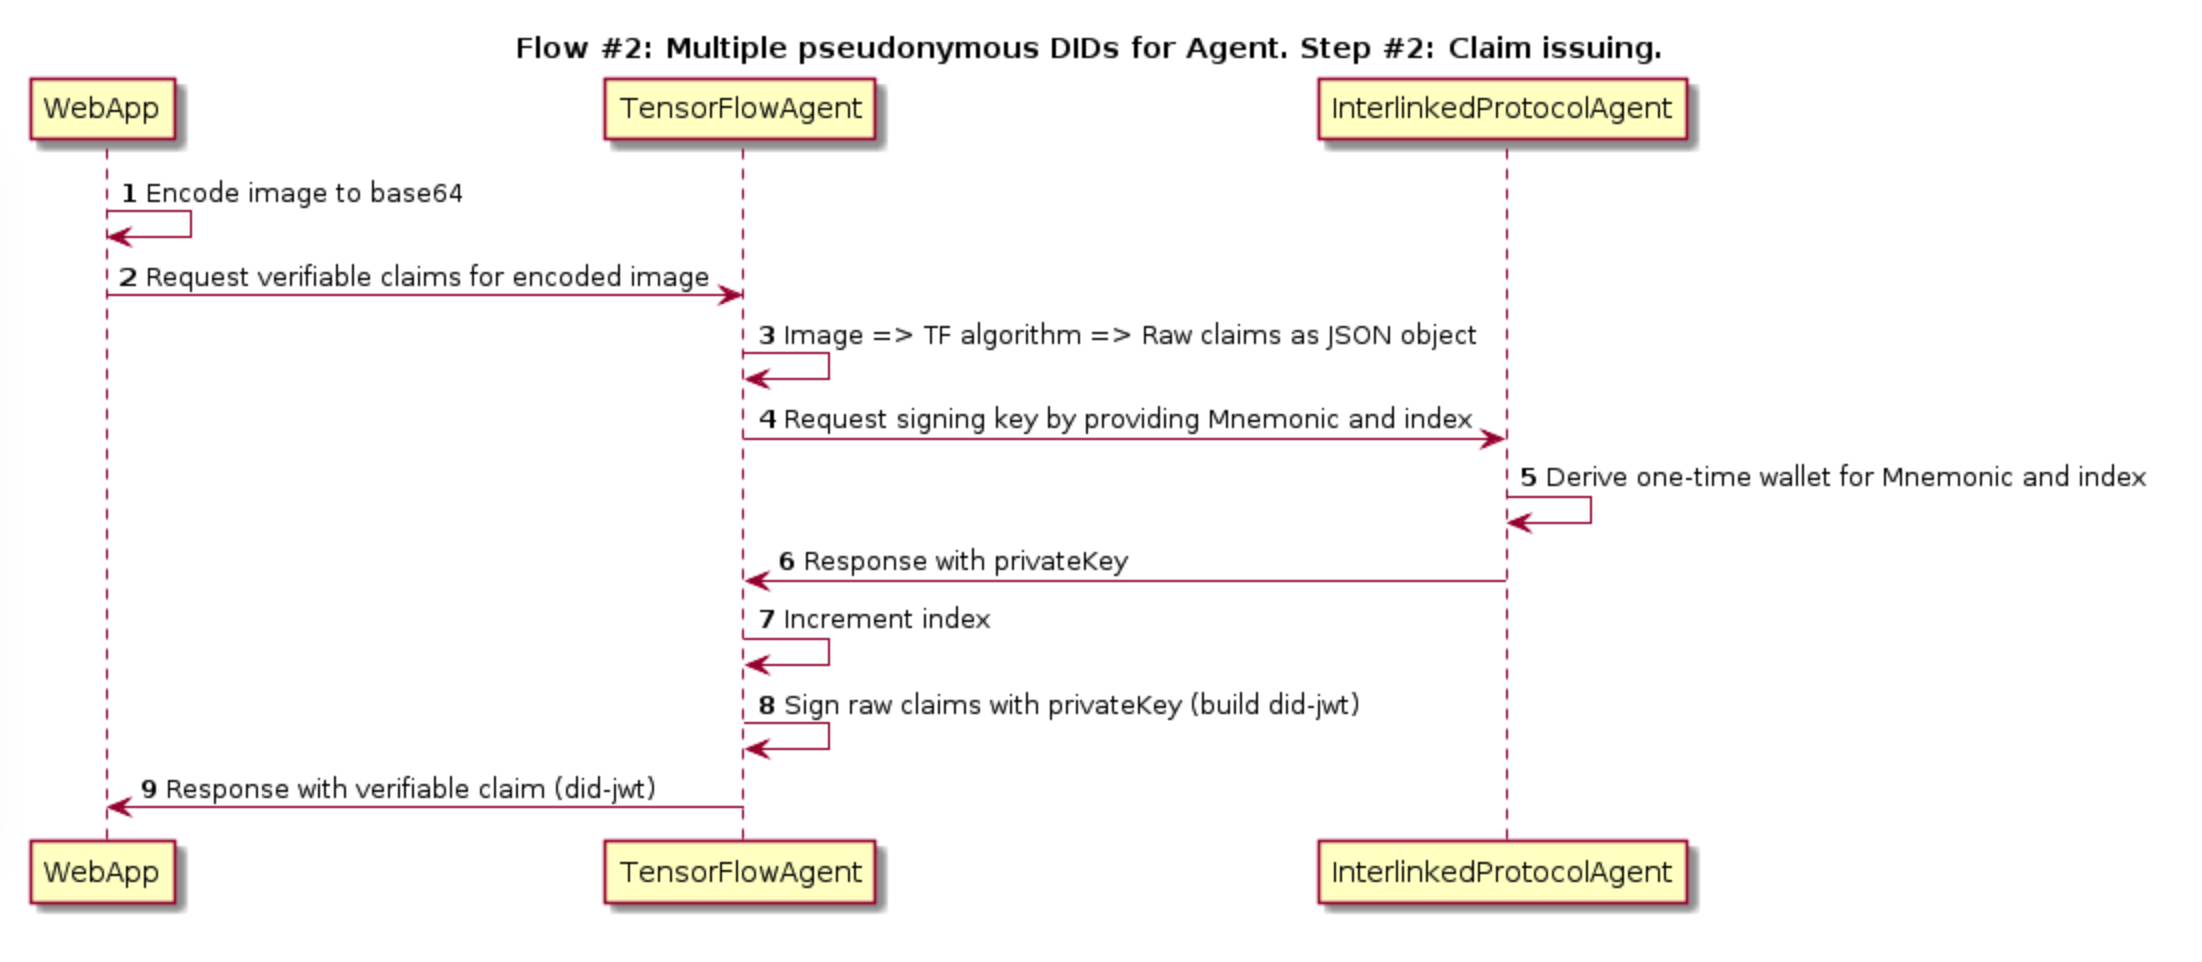 Flow #2: Multiple pseudonymous DIDs for Agent. Step #2: Claim issuing.
WebApp
TensorFlowAgent
InterlinkedProtocolAgent
1 Encode image to base64
2 Request verifiable claims for encoded image
3 Image => TF algorithm => Raw claims as JSON object
4 Request signing key by providing Mnemonic and index
5 Derive one-time wallet for Mnemonic and index
6 Response with privateKey
7 Increment index
8 Sign raw claims with privateKey (build did-jwt)
9 Response with verifiable claim (did-jwt)
WebApp
TensorFlowAgent
InterlinkedProtocolAgent